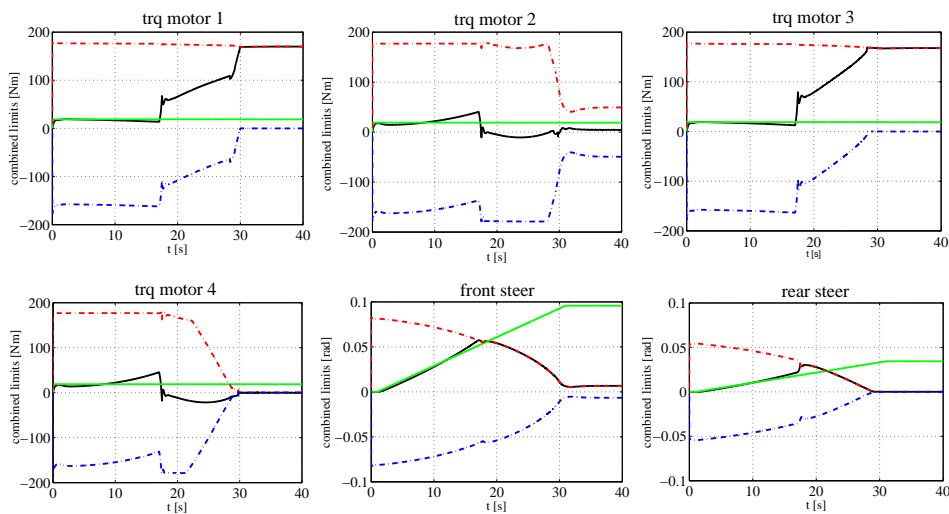 trq motor 1
combined limits [Nm]
200
100
0
−100
−200
0 10 20 30 40
t [s]
trq motor 2
combined limits [Nm]
200
100
0
−100
−200
0 10 20 30 40
t [s]
trq motor 3
combined limits [Nm]
200
100
0
−100
−200
0 10 20 30 40
t [s]
trq motor 4
combined limits [Nm]
200
100
0
−100
−200
0 10 20 30 40
t [s]
front steer
combined limits [rad]
0.1
0.05
0
−0.05
−0.1
0 10 20 30 40
t [s]
rear steer
combined limits [rad]
0.1
0.05
0
−0.05
−0.1
0 10 20 30 40
t [s]